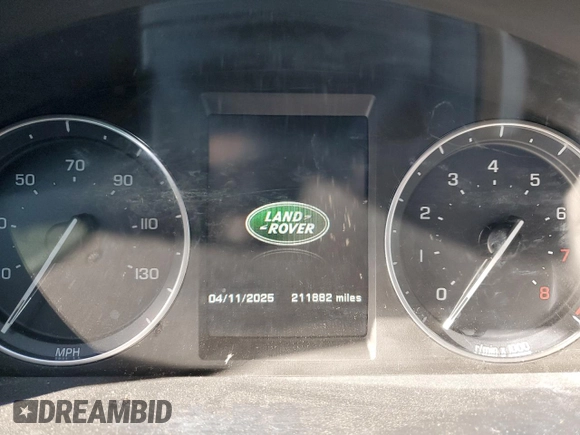 50 70 90 110 130
MPH
LAND-
-ROVER
04/11/2025 211882 miles
0 1 2 3 4 5 6 7 8
r/min x 1000
DREAMBID